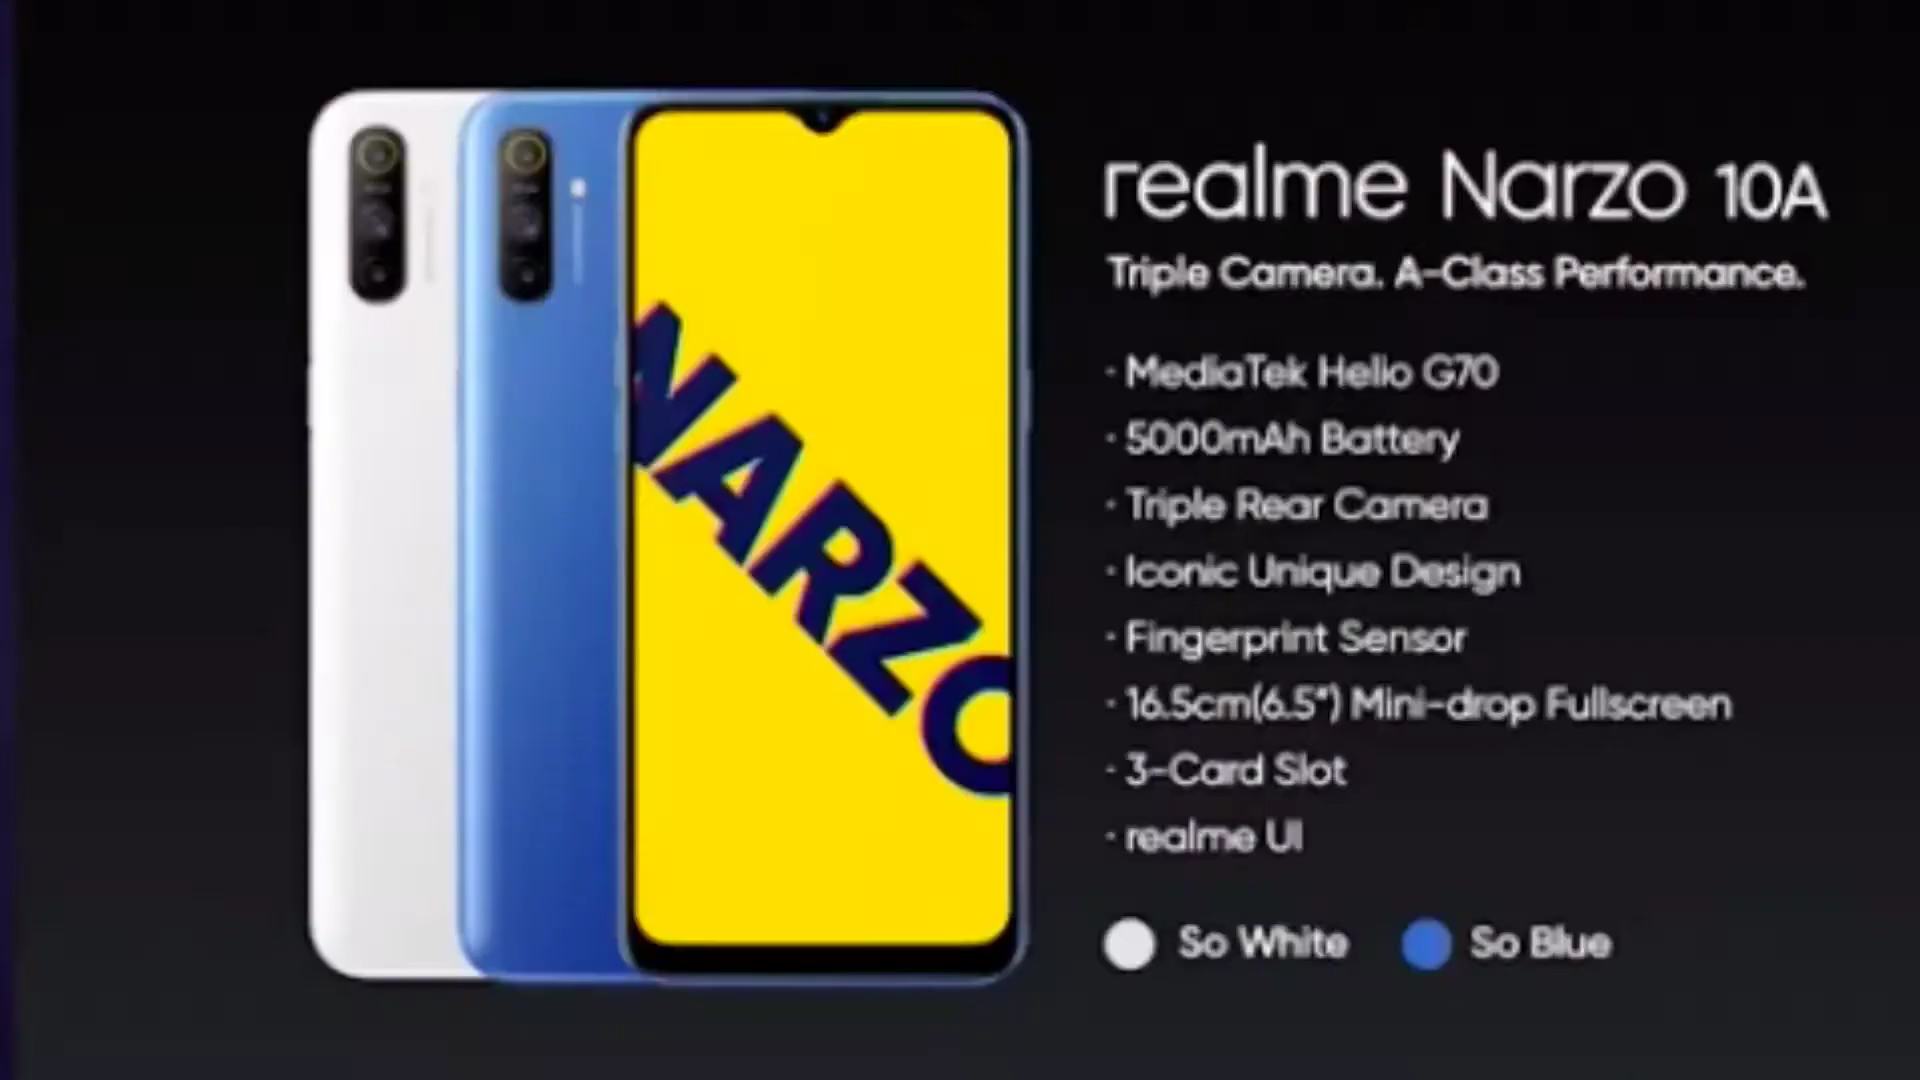 NARZO
realme Narzo 10A
Triple Camera. A-Class Performance.
· MediaTek Helio G70
· 5000mAh Battery
· Triple Rear Camera
· Iconic Unique Design
· Fingerprint Sensor
· 16.5cm(6.5") Mini-drop Fullscreen
· 3-Card Slot
· realme UI
So White So Blue